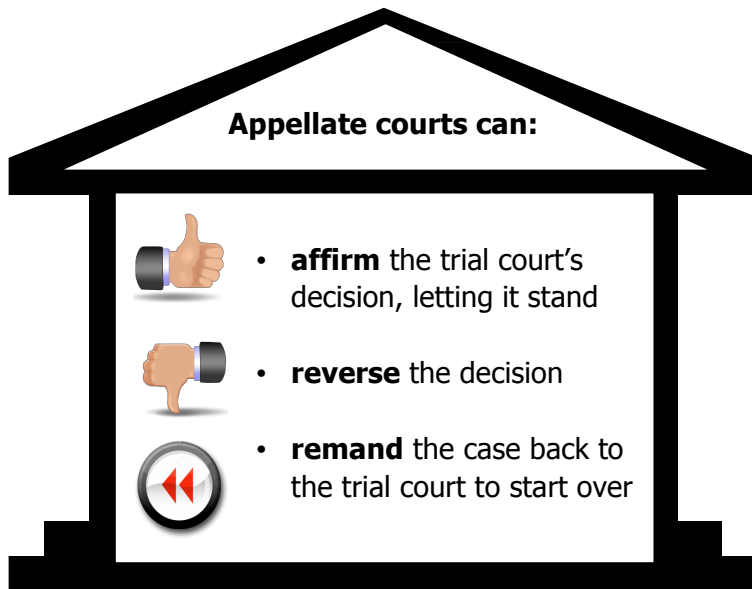 Appellate courts can:
• affirm the trial court’s
decision, letting it stand
• reverse the decision
• remand the case back to
the trial court to start over